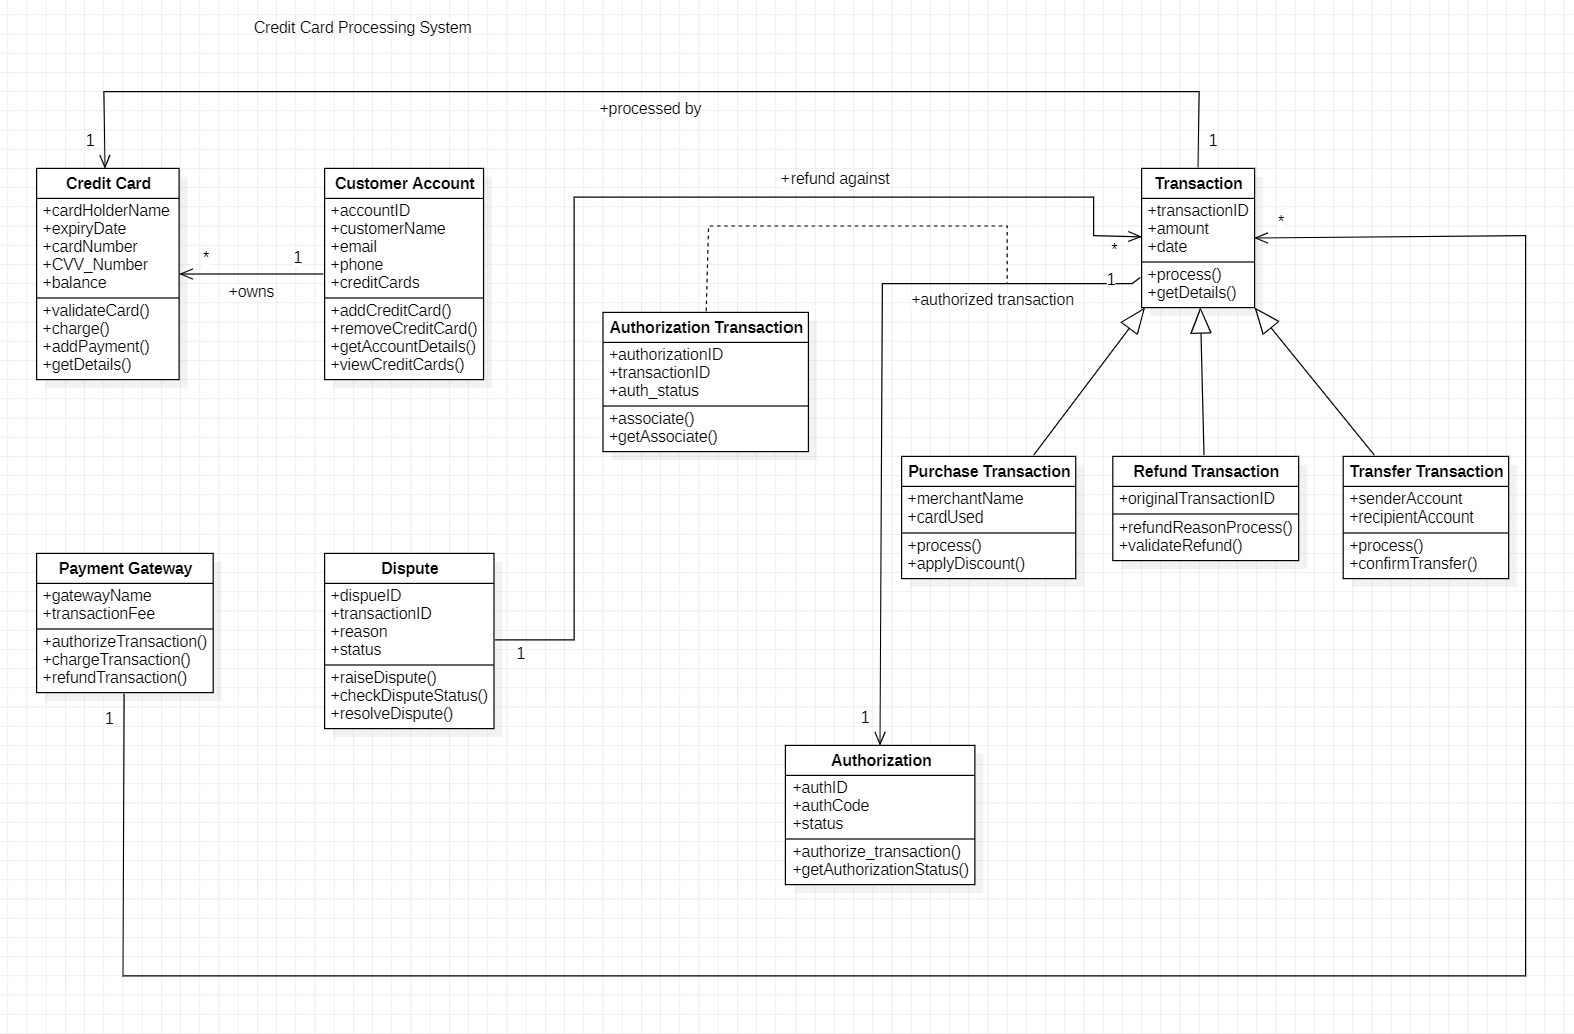 Credit Card Processing System
+processed by
1
1
Credit Card
+cardHolderName
+expiryDate
+cardNumber
+CVV_Number
+balance
+validateCard()
+charge()
+addPayment()
+getDetails()
*
1
+owns
Customer Account
+accountID
+customerName
+email
+phone
+creditCards
+addCreditCard()
+removeCreditCard()
+getAccountDetails()
+viewCreditCards()
+refund against
*
1
+authorized transaction
Transaction
+transactionID
+amount
+date
+process()
+getDetails()
*
Authorization Transaction
+authorizationID
+transactionID
+auth_status
+associate()
+getAssociate()
Purchase Transaction
+merchantName
+cardUsed
+process()
+applyDiscount()
Refund Transaction
+originalTransactionID
+refundReasonProcess()
+validateRefund()
Transfer Transaction
+senderAccount
+recipientAccount
+process()
+confirmTransfer()
Payment Gateway
+gatewayName
+transactionFee
+authorizeTransaction()
+chargeTransaction()
+refundTransaction()
1
Dispute
+dispueID
+transactionID
+reason
+status
+raiseDispute()
+checkDisputeStatus()
+resolveDispute()
1
1
Authorization
+authID
+authCode
+status
+authorize_transaction()
+getAuthorizationStatus()